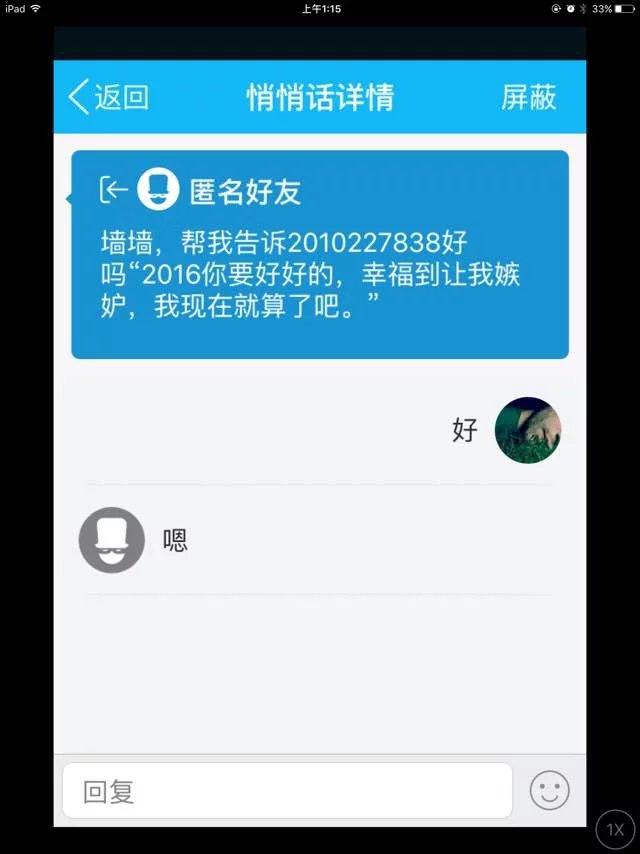 iPad 上午1:15 33%
返回 悄悄话详情 屏蔽
匿名好友
墙墙，帮我告诉2010227838好
吗“2016你要好好的，幸福到让我嫉
妒，我现在就算了吧。”
好
嗯
回复
1X